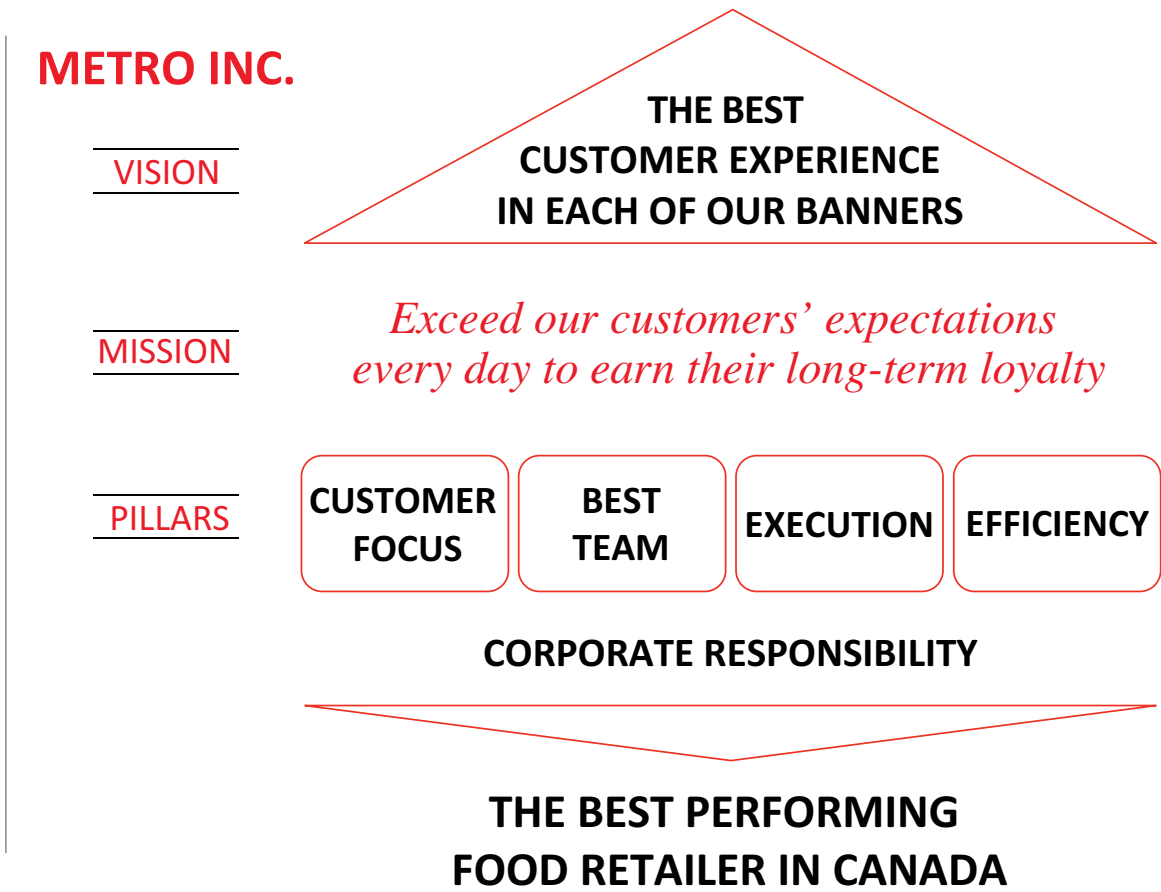 METRO INC.
VISION
THE BEST
CUSTOMER EXPERIENCE
IN EACH OF OUR BANNERS
MISSION
Exceed our customers’ expectations
every day to earn their long-term loyalty
PILLARS
CUSTOMER
FOCUS
BEST
TEAM
EXECUTION
EFFICIENCY
CORPORATE RESPONSIBILITY
THE BEST PERFORMING
FOOD RETAILER IN CANADA